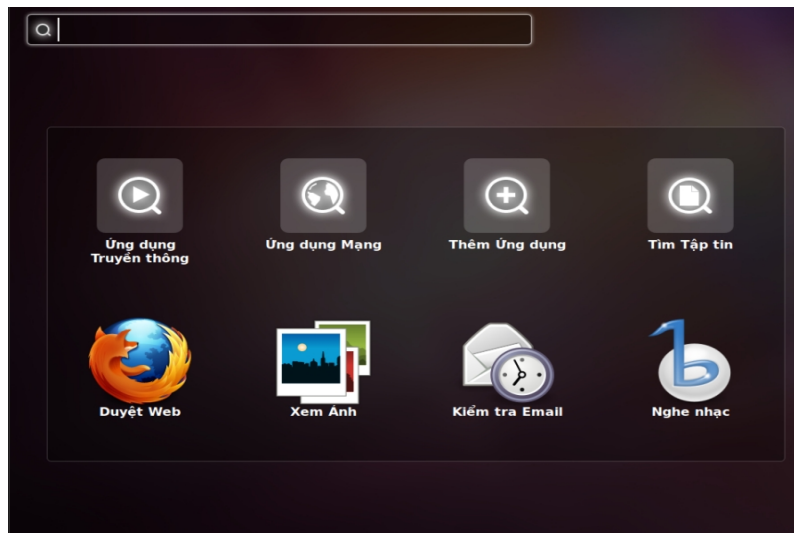 Ứng dụng
Truyền thông
Ứng dụng Mạng
Thêm Ứng dụng
Tìm Tập tin
Duyệt Web
Xem Ảnh
Kiểm tra Email
Nghe nhạc